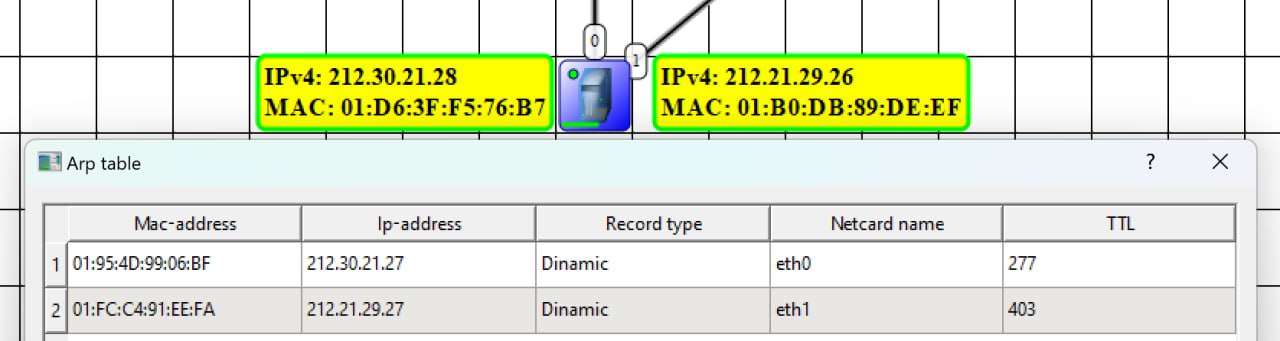 0
1
IPv4: 212.30.21.28
MAC: 01:D6:3F:F5:76:B7
IPv4: 212.21.29.26
MAC: 01:B0:DB:89:DE:EF
Arp table
?
Mac-address Ip-address Record type Netcard name TTL
1 01:95:4D:99:06:BF 212.30.21.27 Dinamic eth0 277
2 01:FC:C4:91:EE:FA 212.21.29.27 Dinamic eth1 403